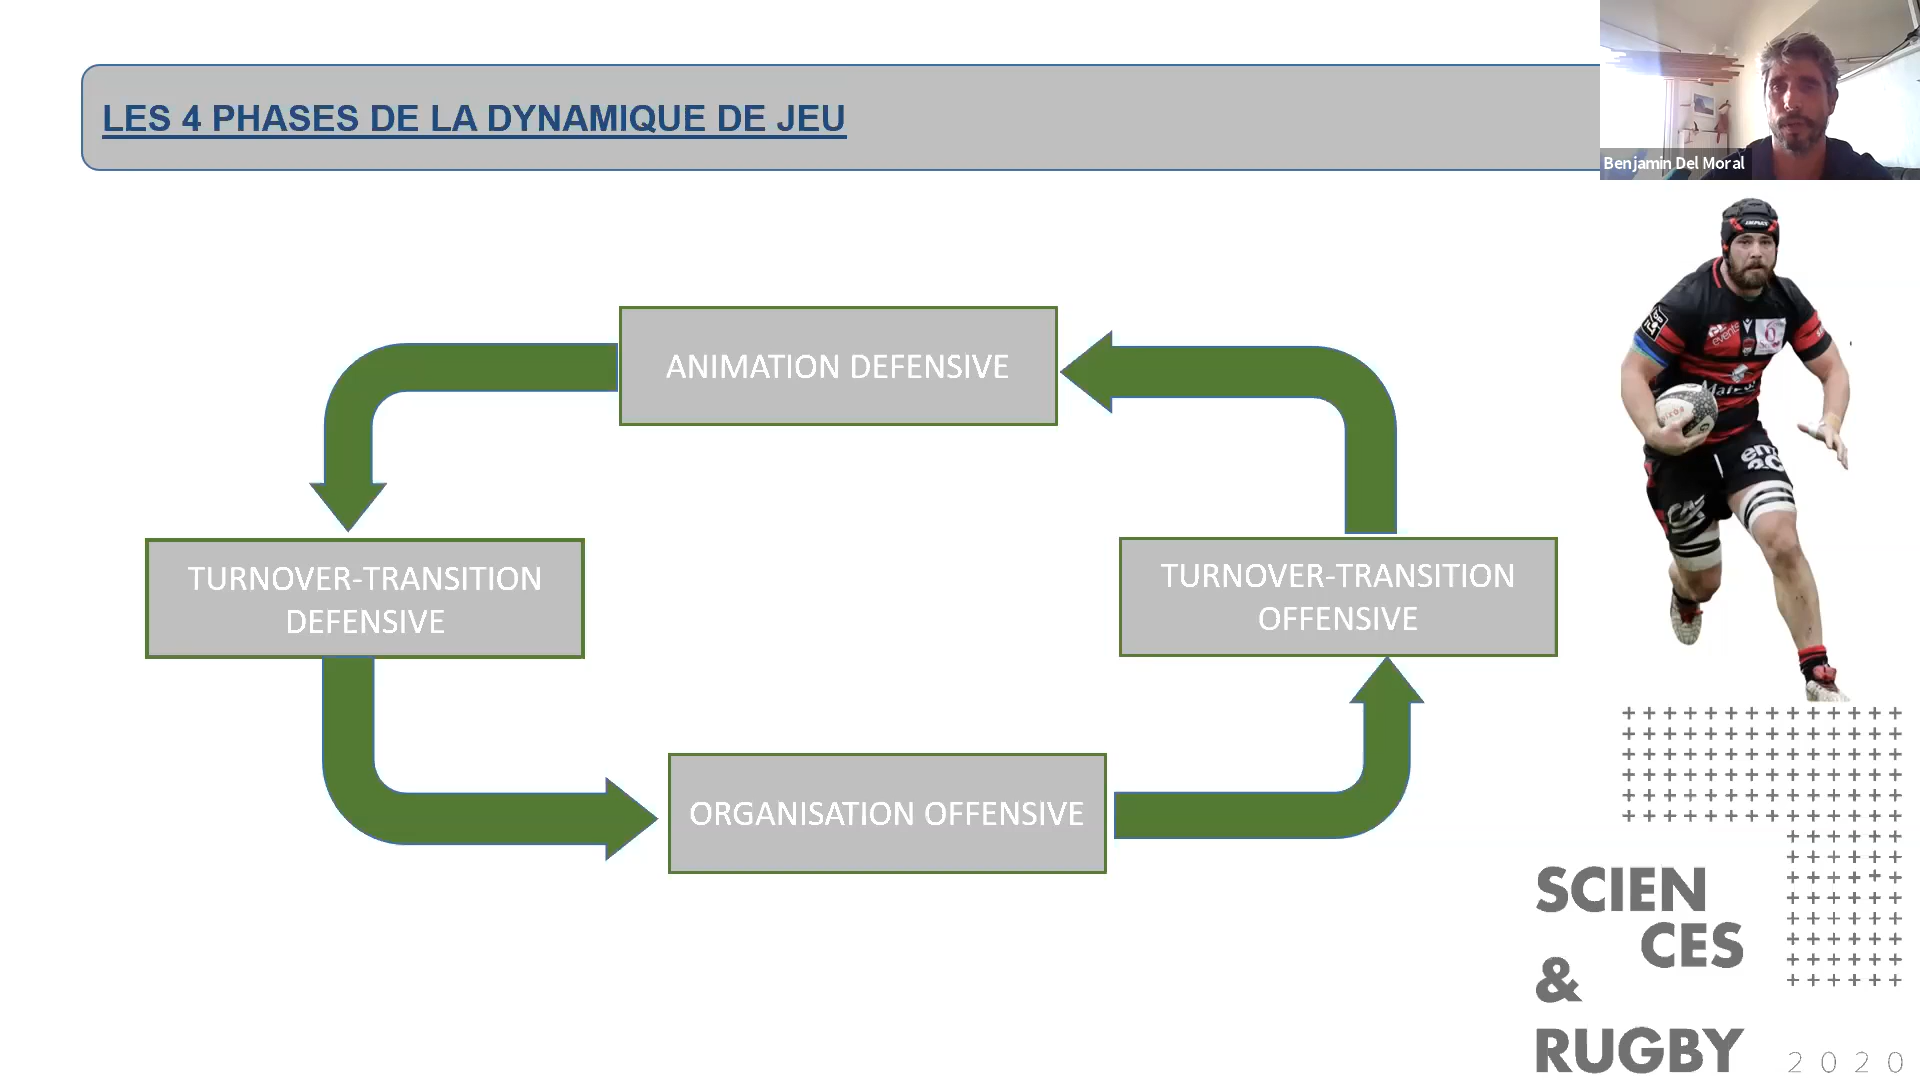 LES 4 PHASES DE LA DYNAMIQUE DE JEU
Benjamin Del Moral
ANIMATION DEFENSIVE
TURNOVER-TRANSITION
DEFENSIVE
TURNOVER-TRANSITION
OFFENSIVE
ORGANISATION OFFENSIVE
SCIEN
CES
&
RUGBY
2020